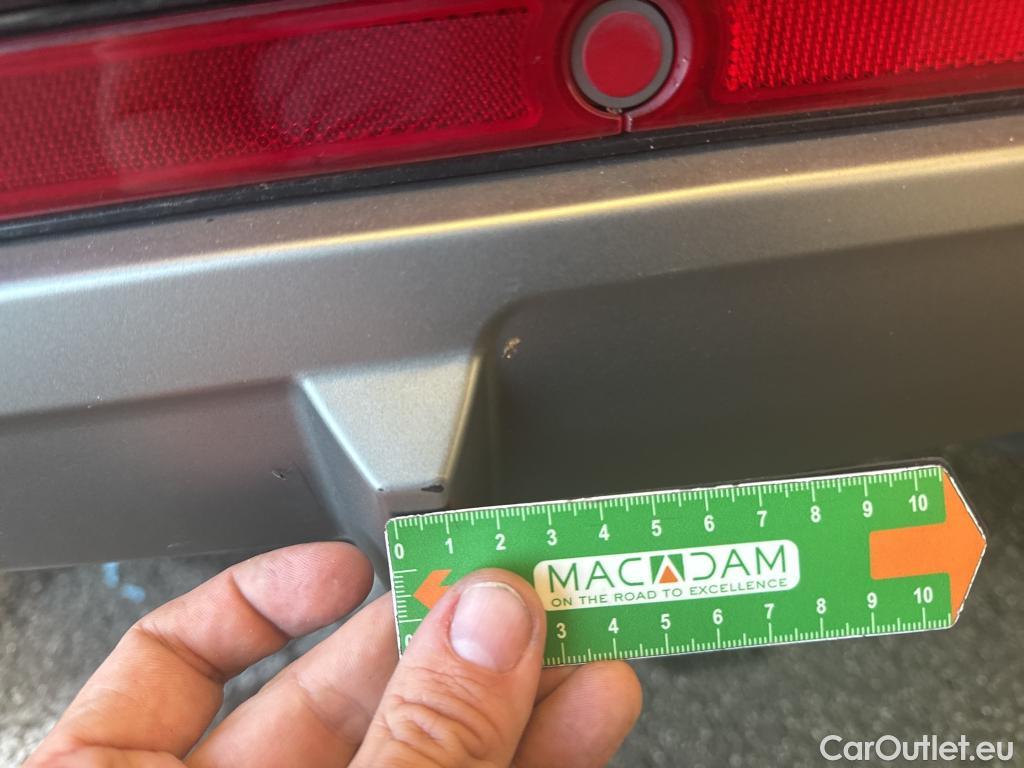 0 1 2 3 4 5 6 7 8 9 10
MACADAM
ON THE ROAD TO EXCELLENCE
0 3 4 5 6 7 8 9 10
CarOutlet.eu